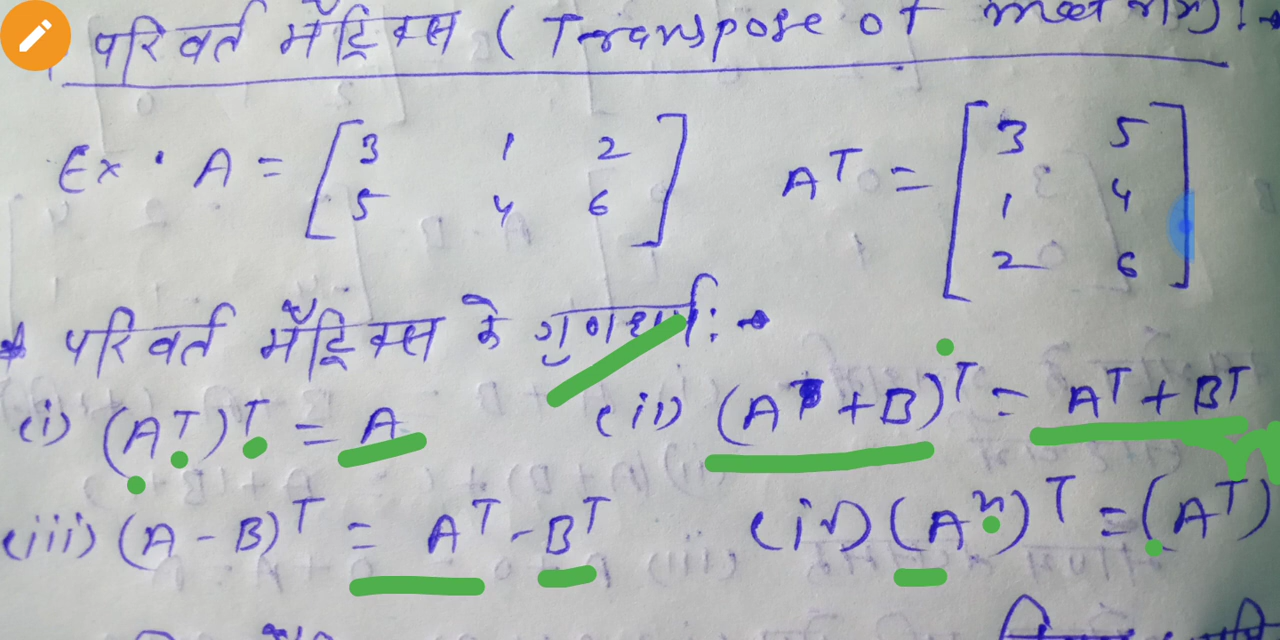 परिवर्त मैट्रिक्स ( Transpose of
Ex. A = [ 3 1 2 5 4 6 ] Aᵀ = [ 3 5 1 4 2 6 ]
परिवर्त मैट्रिक्स के गुणधर्म :→
(i) (Aᵀ)ᵀ = A (ii) (A + B)ᵀ = Aᵀ + Bᵀ
(iii) (A - B)ᵀ = Aᵀ - Bᵀ (iv) (Aⁿ)ᵀ = (Aᵀ)